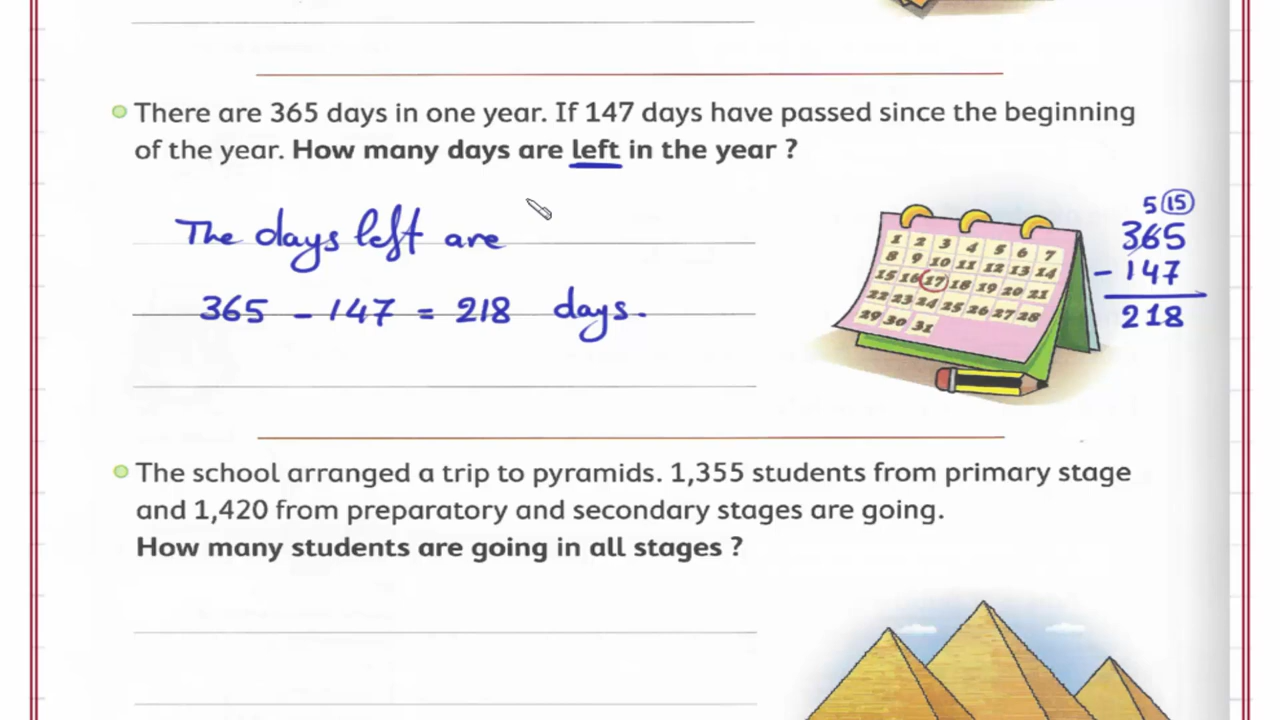 There are 365 days in one year. If 147 days have passed since the beginning
of the year. How many days are left in the year ?
The days left are
365 - 147 = 218 days.
1 2 3 4 5 6 7
8 9 10 11 12 13 14
15 16 17 18 19 20 21
22 23 24 25 26 27 28
29 30 31
5 15
365
- 147
218
The school arranged a trip to pyramids. 1,355 students from primary stage
and 1,420 from preparatory and secondary stages are going.
How many students are going in all stages ?